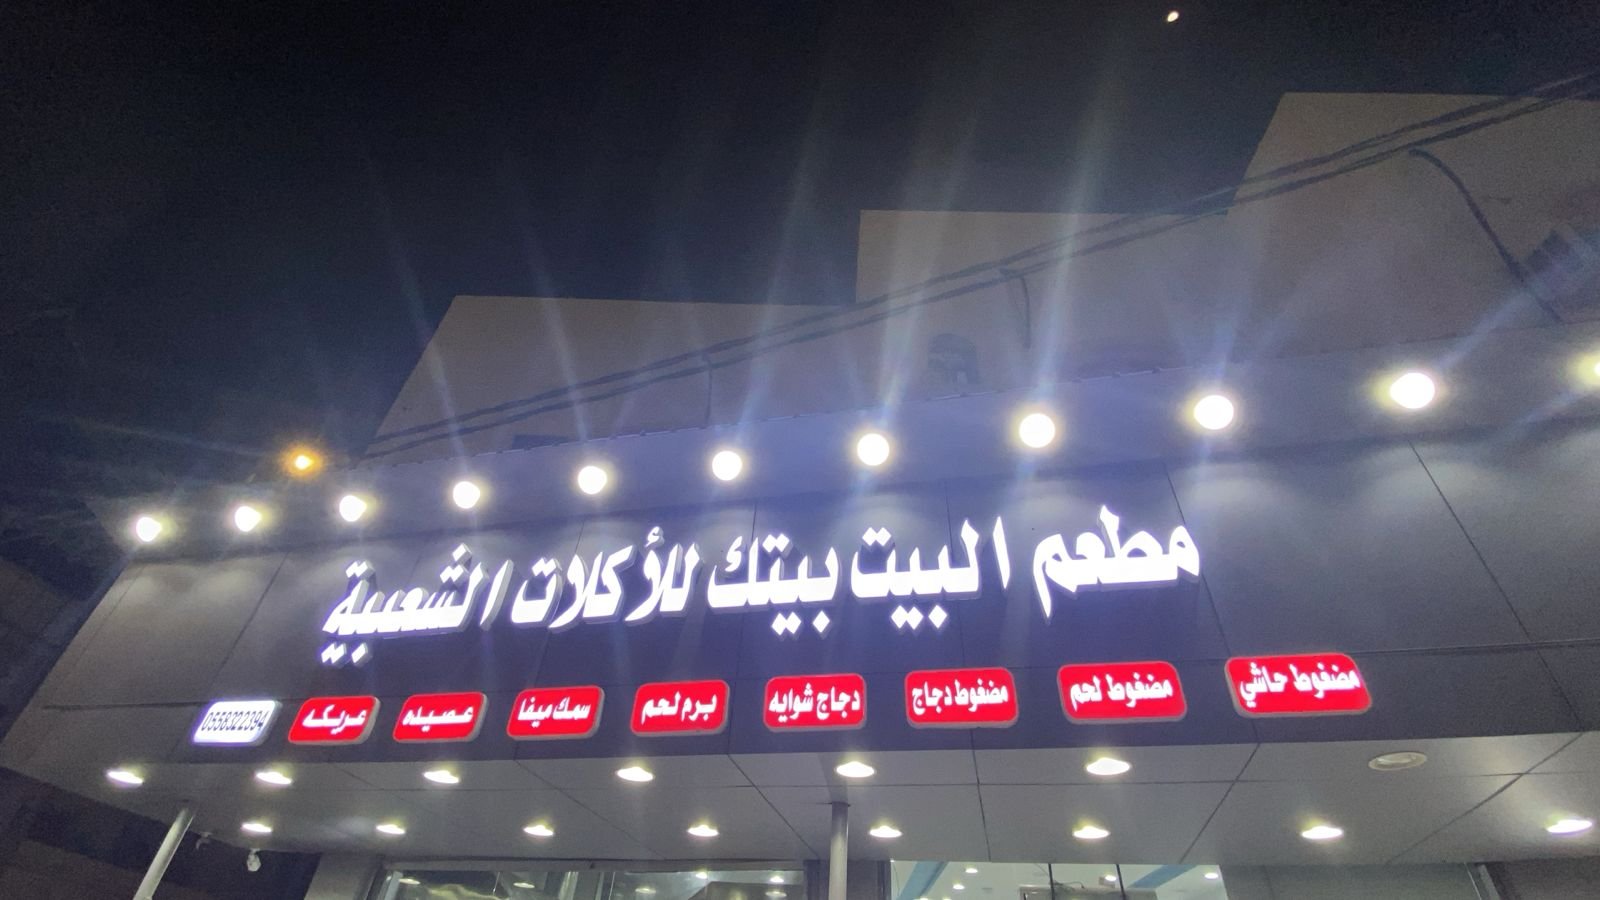 مطعم البيت بيتك للأكلات الشعبية
مضغوط حاشي
مضغوط لحم
مضغوط دجاج
دجاج شوايه
برم لحم
سمك ميفا
عصيده
عريكه
0558322394